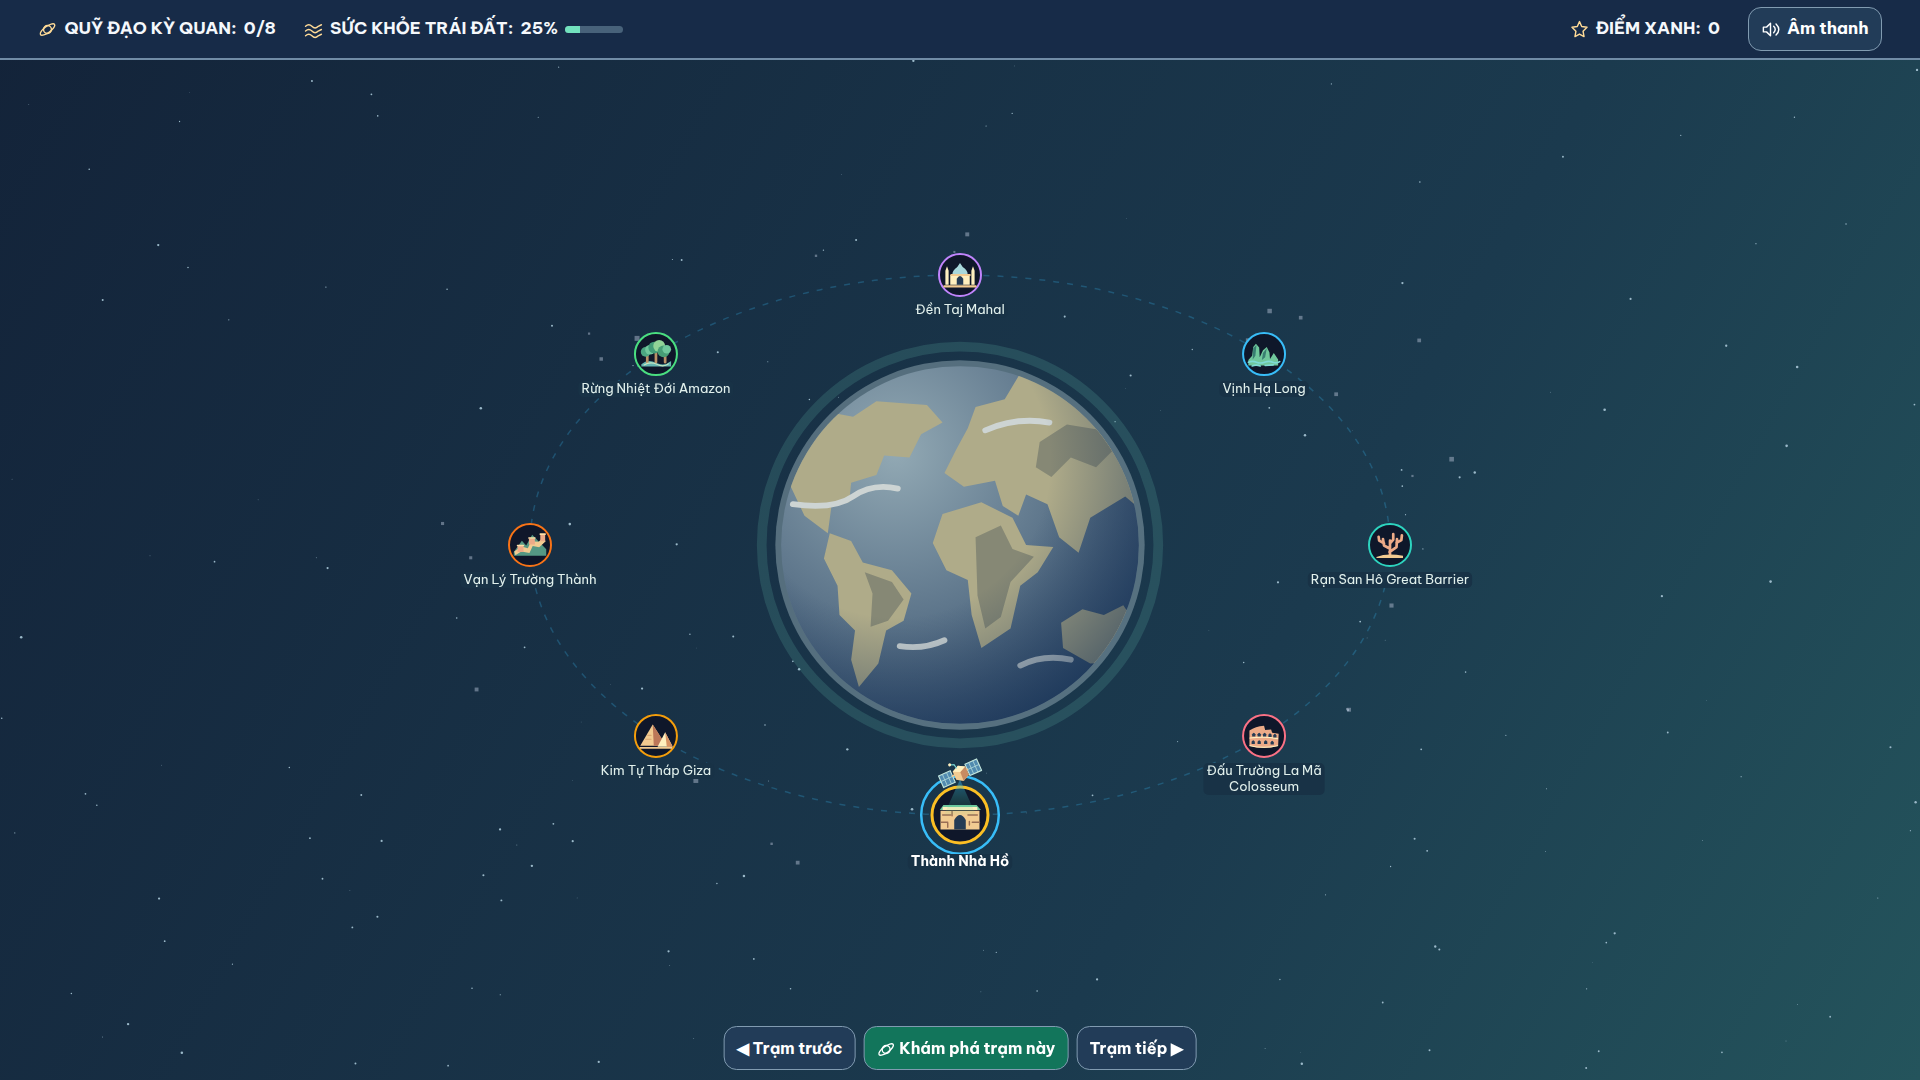 QUỸ ĐẠO KỲ QUAN: 0/8
SỨC KHỎE TRÁI ĐẤT: 25%
ĐIỂM XANH: 0
Âm thanh
Đền Taj Mahal
Rừng Nhiệt Đới Amazon
Vịnh Hạ Long
Vạn Lý Trường Thành
Rạn San Hô Great Barrier
Kim Tự Tháp Giza
Đấu Trường La Mã
Colosseum
Thành Nhà Hồ
◀ Trạm trước
Khám phá trạm này
Trạm tiếp ▶